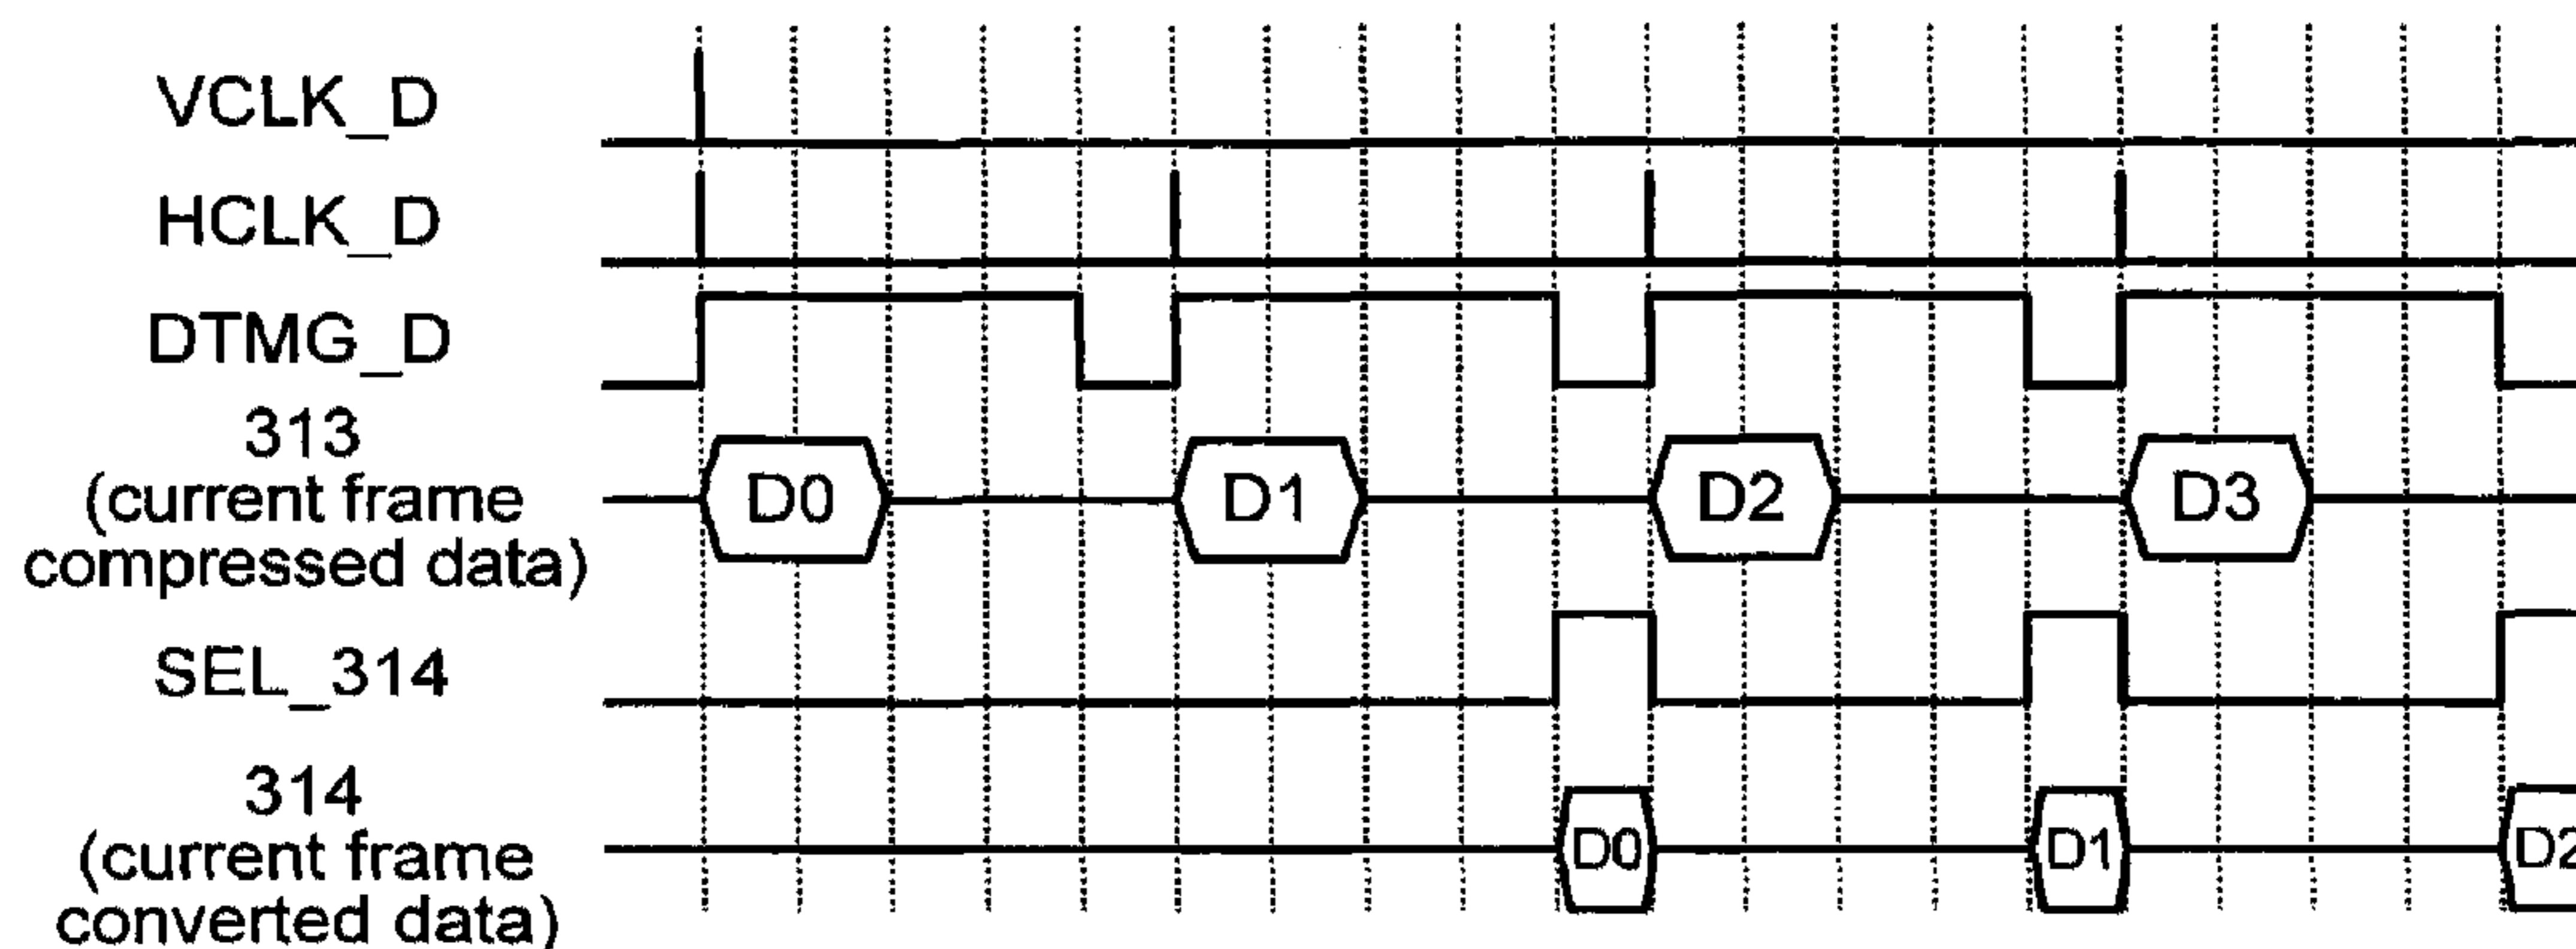 VCLK_D
HCLK_D
DTMG_D
313
(current frame
compressed data)
D0 D1 D2 D3
SEL_314
314
(current frame
converted data)
D0 D1 D2